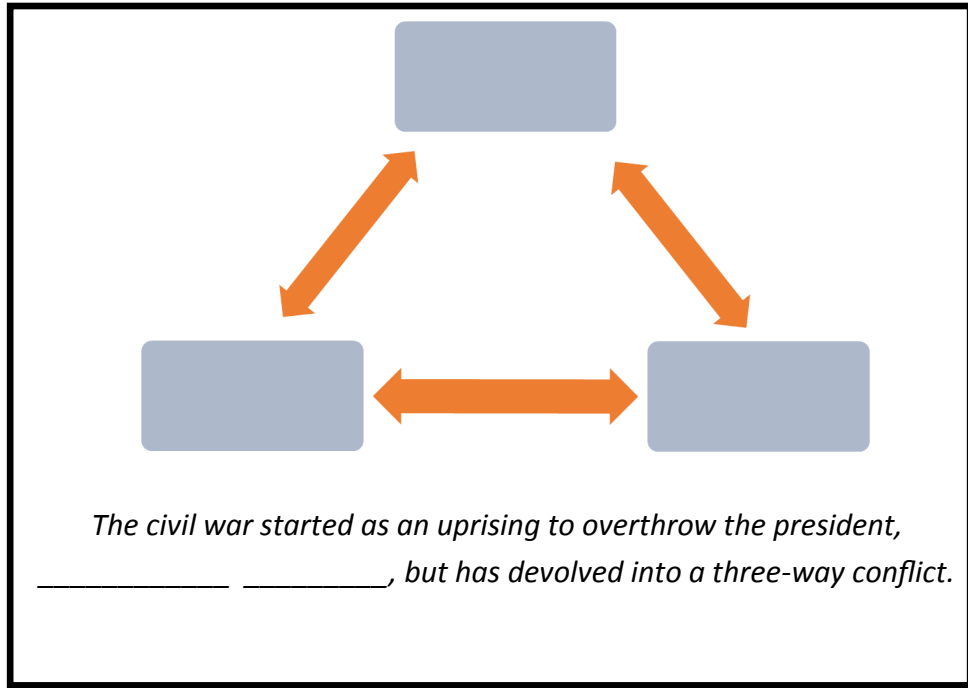 The civil war started as an uprising to overthrow the president,
____________ _________, but has devolved into a three-way conflict.